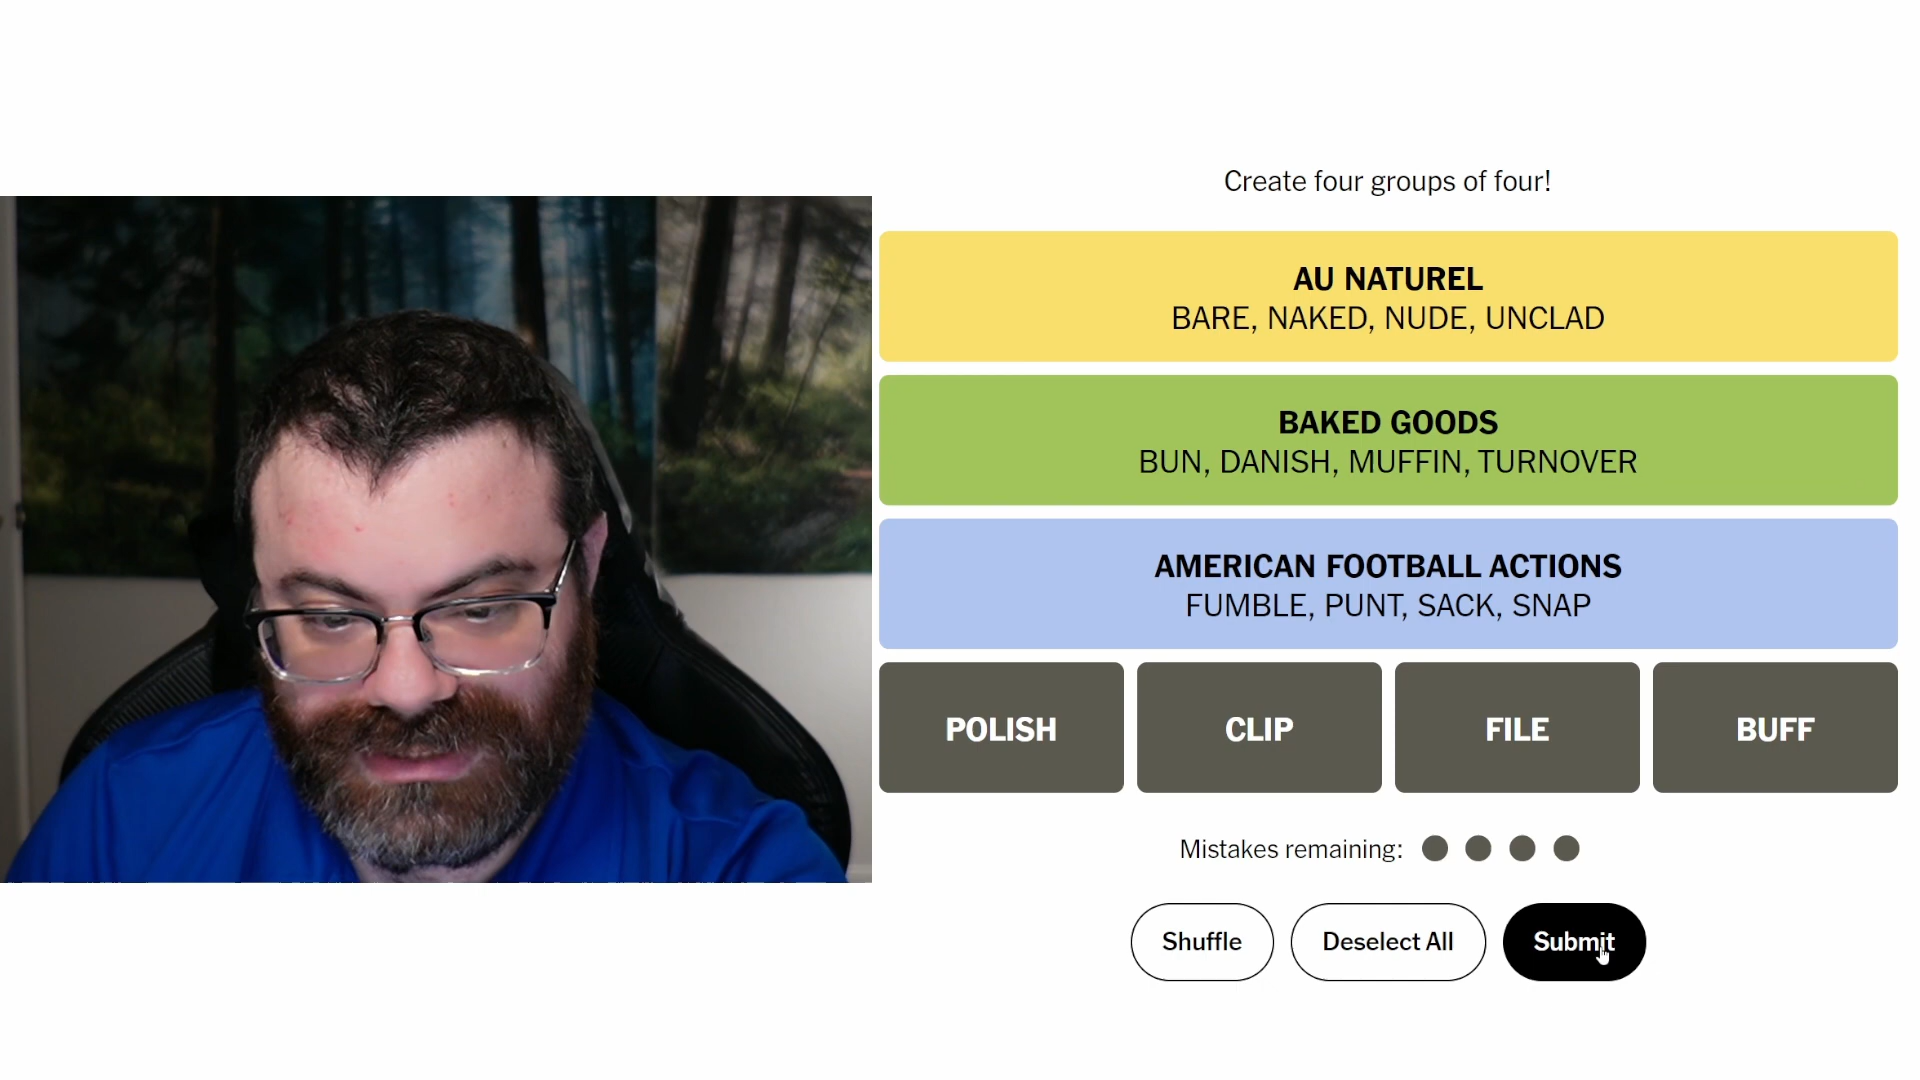 Create four groups of four!
AU NATUREL
BARE, NAKED, NUDE, UNCLAD
BAKED GOODS
BUN, DANISH, MUFFIN, TURNOVER
AMERICAN FOOTBALL ACTIONS
FUMBLE, PUNT, SACK, SNAP
POLISH CLIP FILE BUFF
Mistakes remaining:
Shuffle Deselect All Submit